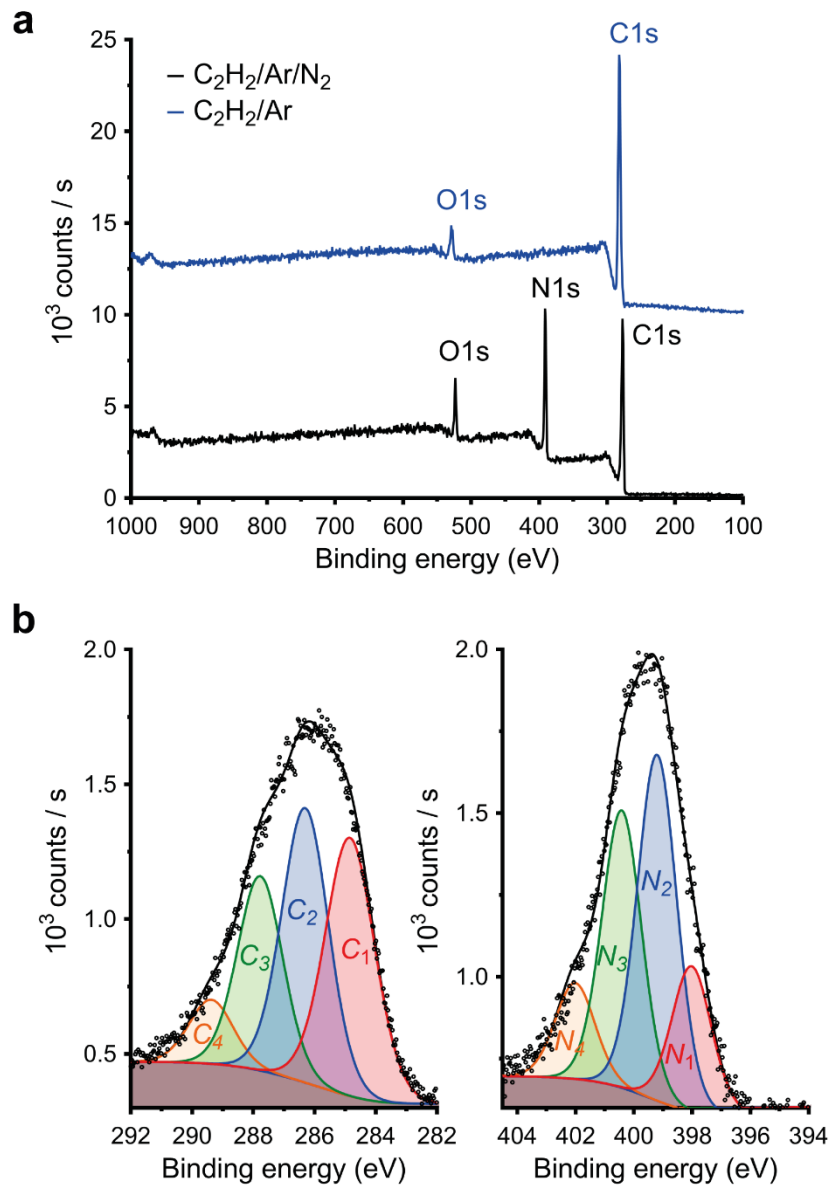 a
25
20
15
10
5
0
10³ counts / s
C₂H₂/Ar/N₂
C₂H₂/Ar
C1s
O1s
N1s
O1s
C1s
1000 900 800 700 600 500 400 300 200 100
Binding energy (eV)
b
2.0
1.5
1.0
0.5
10³ counts / s
C₄
C₃
C₂
C₁
292 290 288 286 284 282
Binding energy (eV)
2.0
1.5
1.0
10³ counts / s
N₄
N₃
N₂
N₁
404 402 400 398 396 394
Binding energy (eV)